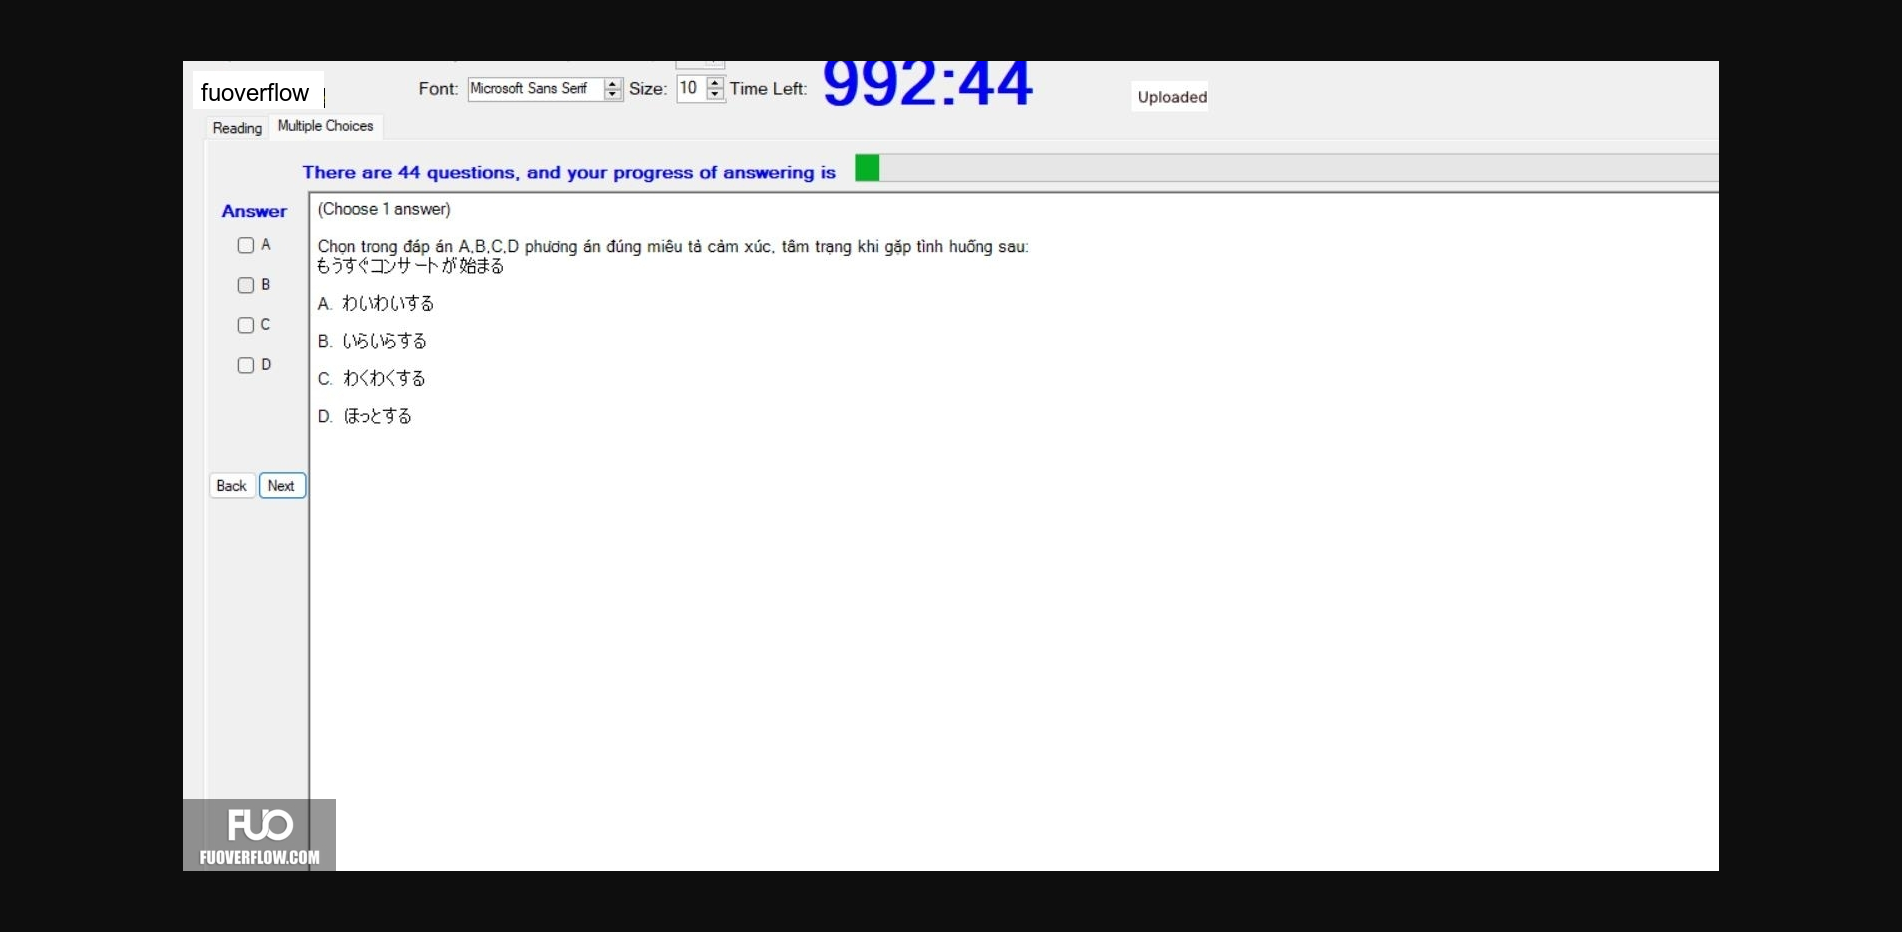 fuoverflow
Font: Microsoft Sans Serif Size: 10 Time Left: 992:44
Uploaded
Reading Multiple Choices
There are 44 questions, and your progress of answering is
Answer
A
B
C
D
Back Next
(Choose 1 answer)
Chọn trong đáp án A,B,C,D phương án đúng miêu tả cảm xúc, tâm trạng khi gặp tình huống sau:
もうすぐコンサートが始まる
A. わいわいする
B. いらいらする
C. わくわくする
D. ほっとする
FUO
FUOVERFLOW.COM